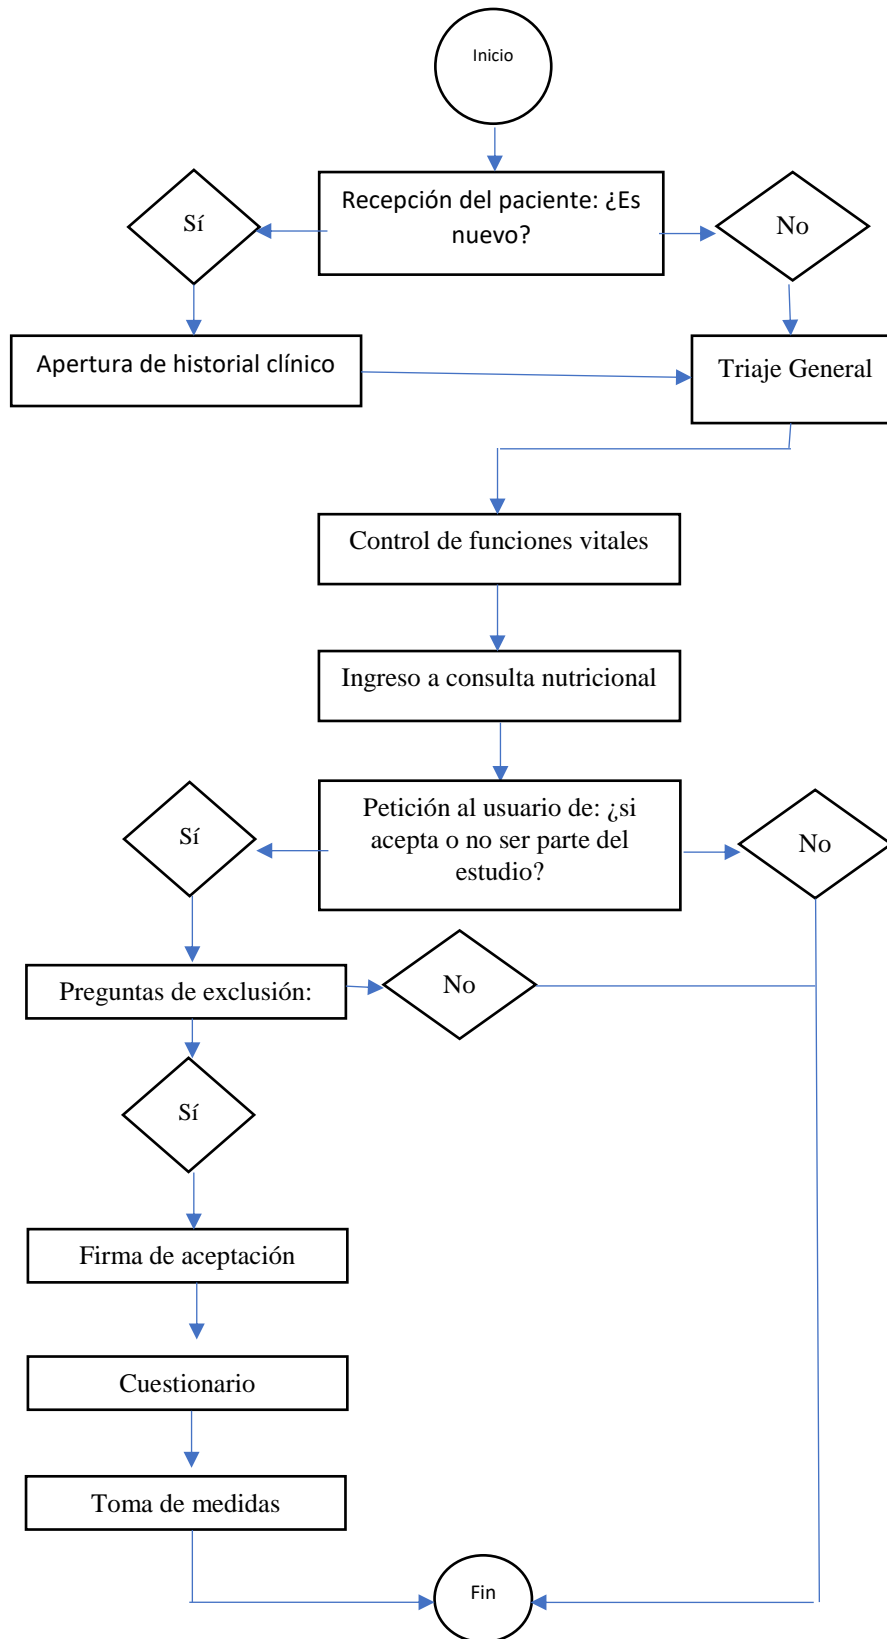 Inicio
Recepción del paciente: ¿Es
nuevo?
Sí
No
Apertura de historial clínico
Triaje General
Control de funciones vitales
Ingreso a consulta nutricional
Petición al usuario de: ¿si
acepta o no ser parte del
estudio?
Sí
No
Preguntas de exclusión:
No
Sí
Firma de aceptación
Cuestionario
Toma de medidas
Fin